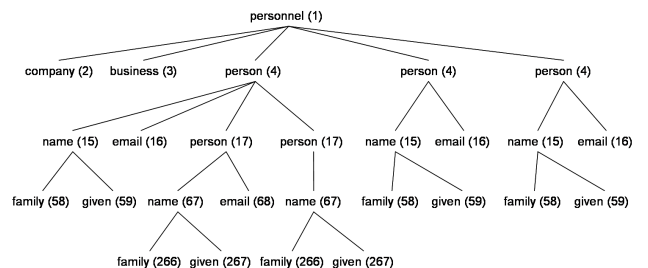 personnel (1)
company (2) business (3) person (4) person (4) person (4)
name (15) email (16) person (17) person (17) name (15) email (16) name (15) email (16)
family (58) given (59) name (67) email (68) name (67) family (58) given (59) family (58) given (59)
family (266) given (267) family (266) given (267)